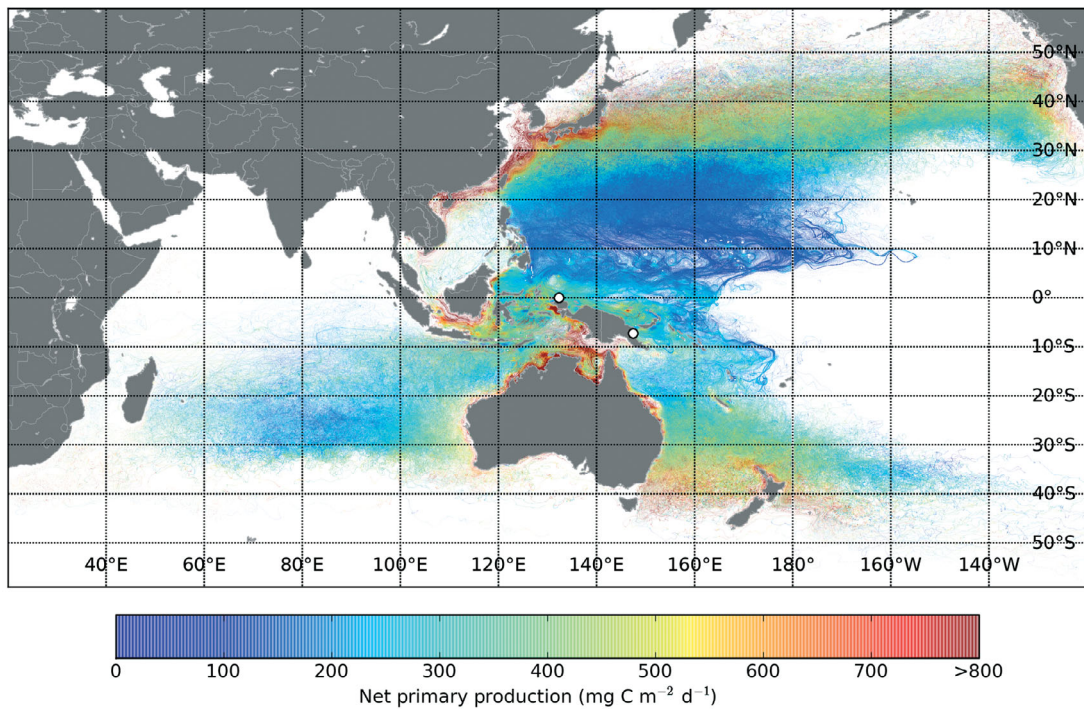 50°N
40°N
30°N
20°N
10°N
0°
10°S
20°S
30°S
40°S
50°S
40°E 60°E 80°E 100°E 120°E 140°E 160°E 180° 160°W 140°W
0 100 200 300 400 500 600 700 >800
Net primary production (mg C m⁻² d⁻¹)